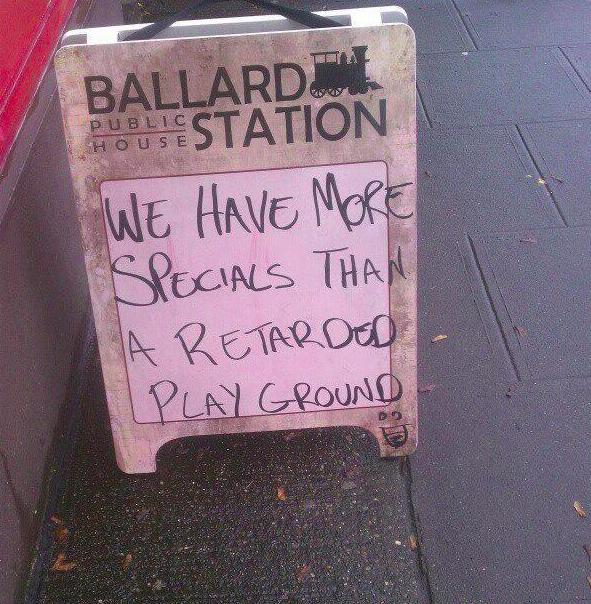 BALLARD
PUBLIC HOUSE STATION
WE HAVE MORE
SPECIALS THAN
A RETARDED
PLAY GROUND